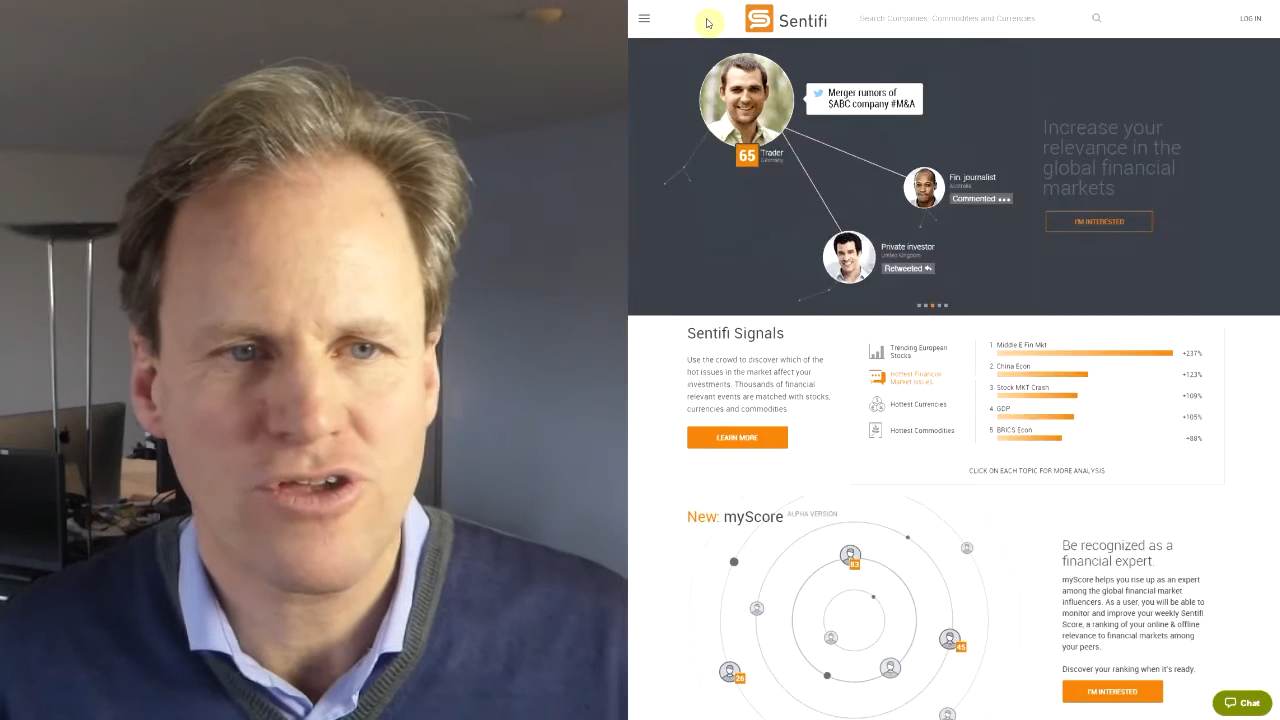 Sentifi
Search Companies, Commodities and Currencies
LOG IN
Merger rumors of
$ABC company #M&A
65
Trader
Germany
Fin. journalist
Australia
Commented
Private investor
United Kingdom
Retweeted
Increase your
relevance in the
global financial
markets
I'M INTERESTED
Sentifi Signals
Use the crowd to discover which of the
hot issues in the market affect your
investments. Thousands of financial
relevant events are matched with stocks,
currencies and commodities
LEARN MORE
Trending European
Stocks
Hottest Financial
Market Issues
Hottest Currencies
Hottest Commodities
1. Middle E Fin Mkt
+237%
2. China Econ
+123%
3. Stock MKT Crash
+109%
4. GDP
+105%
5. BRICS Econ
+88%
CLICK ON EACH TOPIC FOR MORE ANALYSIS
New: myScore ALPHA VERSION
83
45
26
Be recognized as a
financial expert.
myScore helps you rise up as an expert
among the global financial market
influencers. As a user, you will be able to
monitor and improve your weekly Sentifi
Score, a ranking of your online & offline
relevance to financial markets among
your peers.
Discover your ranking when it's ready.
I'M INTERESTED
Chat